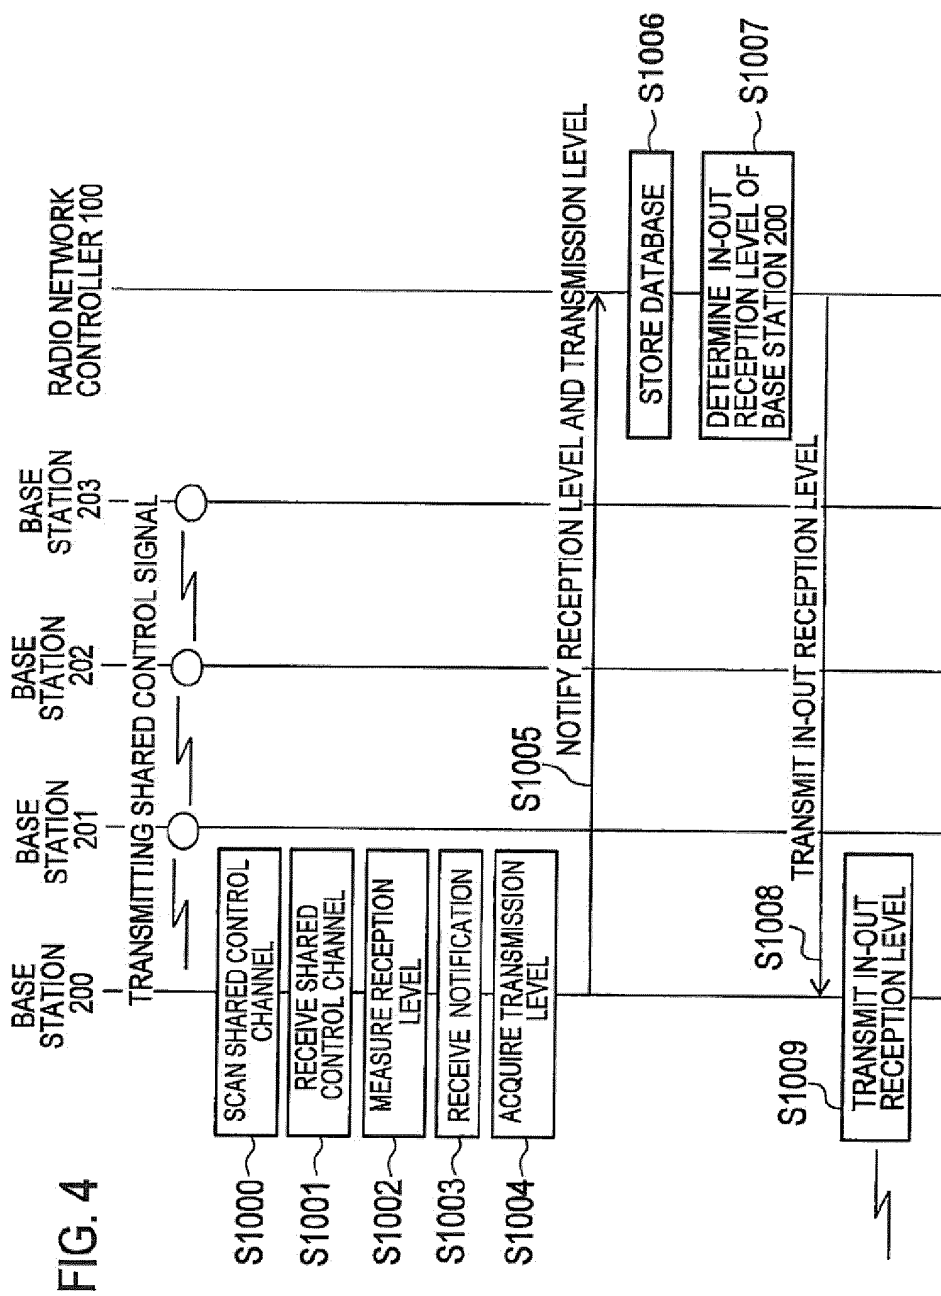 FIG. 4
BASE
STATION
200
BASE
STATION
201
BASE
STATION
202
BASE
STATION
203
RADIO NETWORK
CONTROLLER 100
TRANSMITTING SHARED CONTROL SIGNAL
S1000
SCAN SHARED CONTROL
CHANNEL
S1001
RECEIVE SHARED
CONTROL CHANNEL
S1002
MEASURE RECEPTION
LEVEL
S1003
RECEIVE NOTIFICATION
S1004
ACQUIRE TRANSMISSION
LEVEL
S1005
NOTIFY RECEPTION LEVEL AND TRANSMISSION LEVEL
STORE DATABASE
S1006
DETERMINE IN-OUT
RECEPTION LEVEL OF
BASE STATION 200
S1007
S1008
TRANSMIT IN-OUT RECEPTION LEVEL
S1009
TRANSMIT IN-OUT
RECEPTION LEVEL